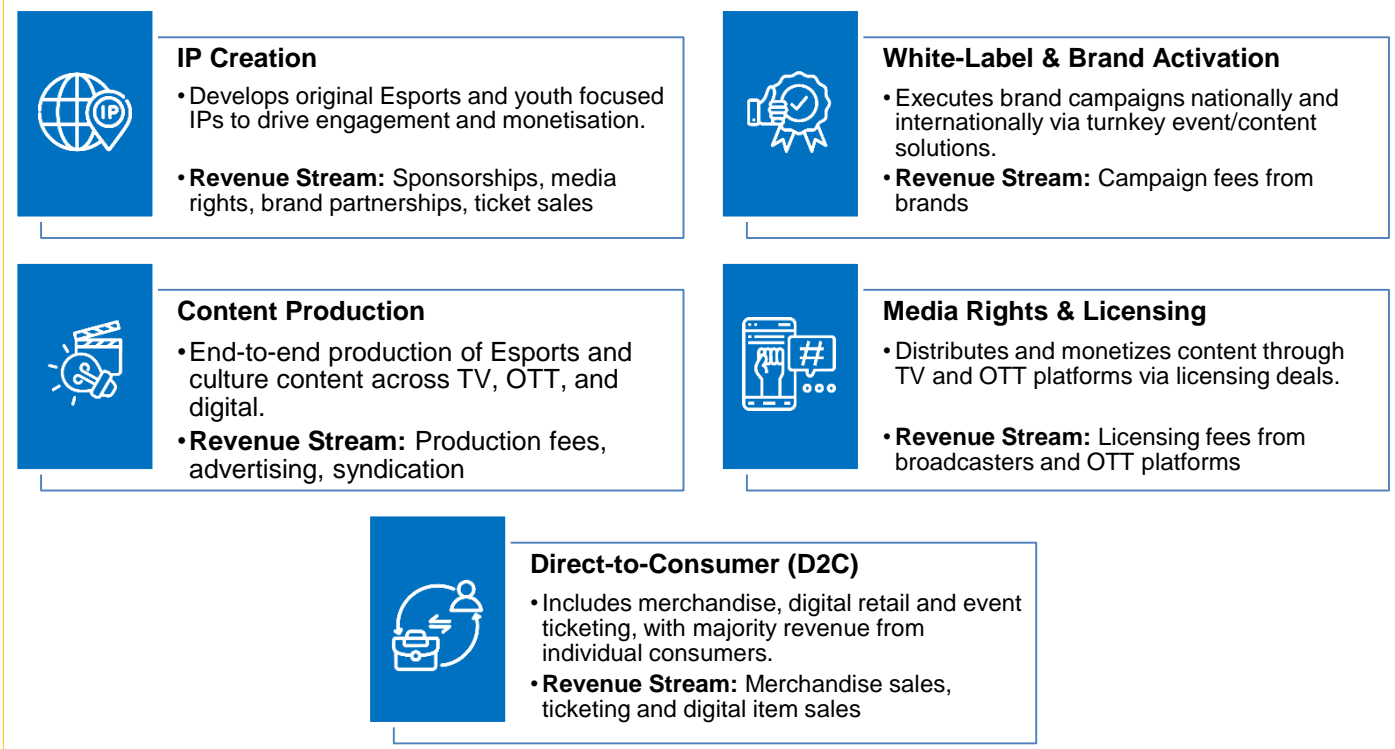 IP
IP Creation
•Develops original Esports and youth focused
IPs to drive engagement and monetisation.
•Revenue Stream: Sponsorships, media
rights, brand partnerships, ticket sales
White-Label & Brand Activation
•Executes brand campaigns nationally and
internationally via turnkey event/content
solutions.
•Revenue Stream: Campaign fees from
brands
Content Production
•End-to-end production of Esports and
culture content across TV, OTT, and
digital.
•Revenue Stream: Production fees,
advertising, syndication
#
Media Rights & Licensing
•Distributes and monetizes content through
TV and OTT platforms via licensing deals.
•Revenue Stream: Licensing fees from
broadcasters and OTT platforms
Direct-to-Consumer (D2C)
•Includes merchandise, digital retail and event
ticketing, with majority revenue from
individual consumers.
•Revenue Stream: Merchandise sales,
ticketing and digital item sales